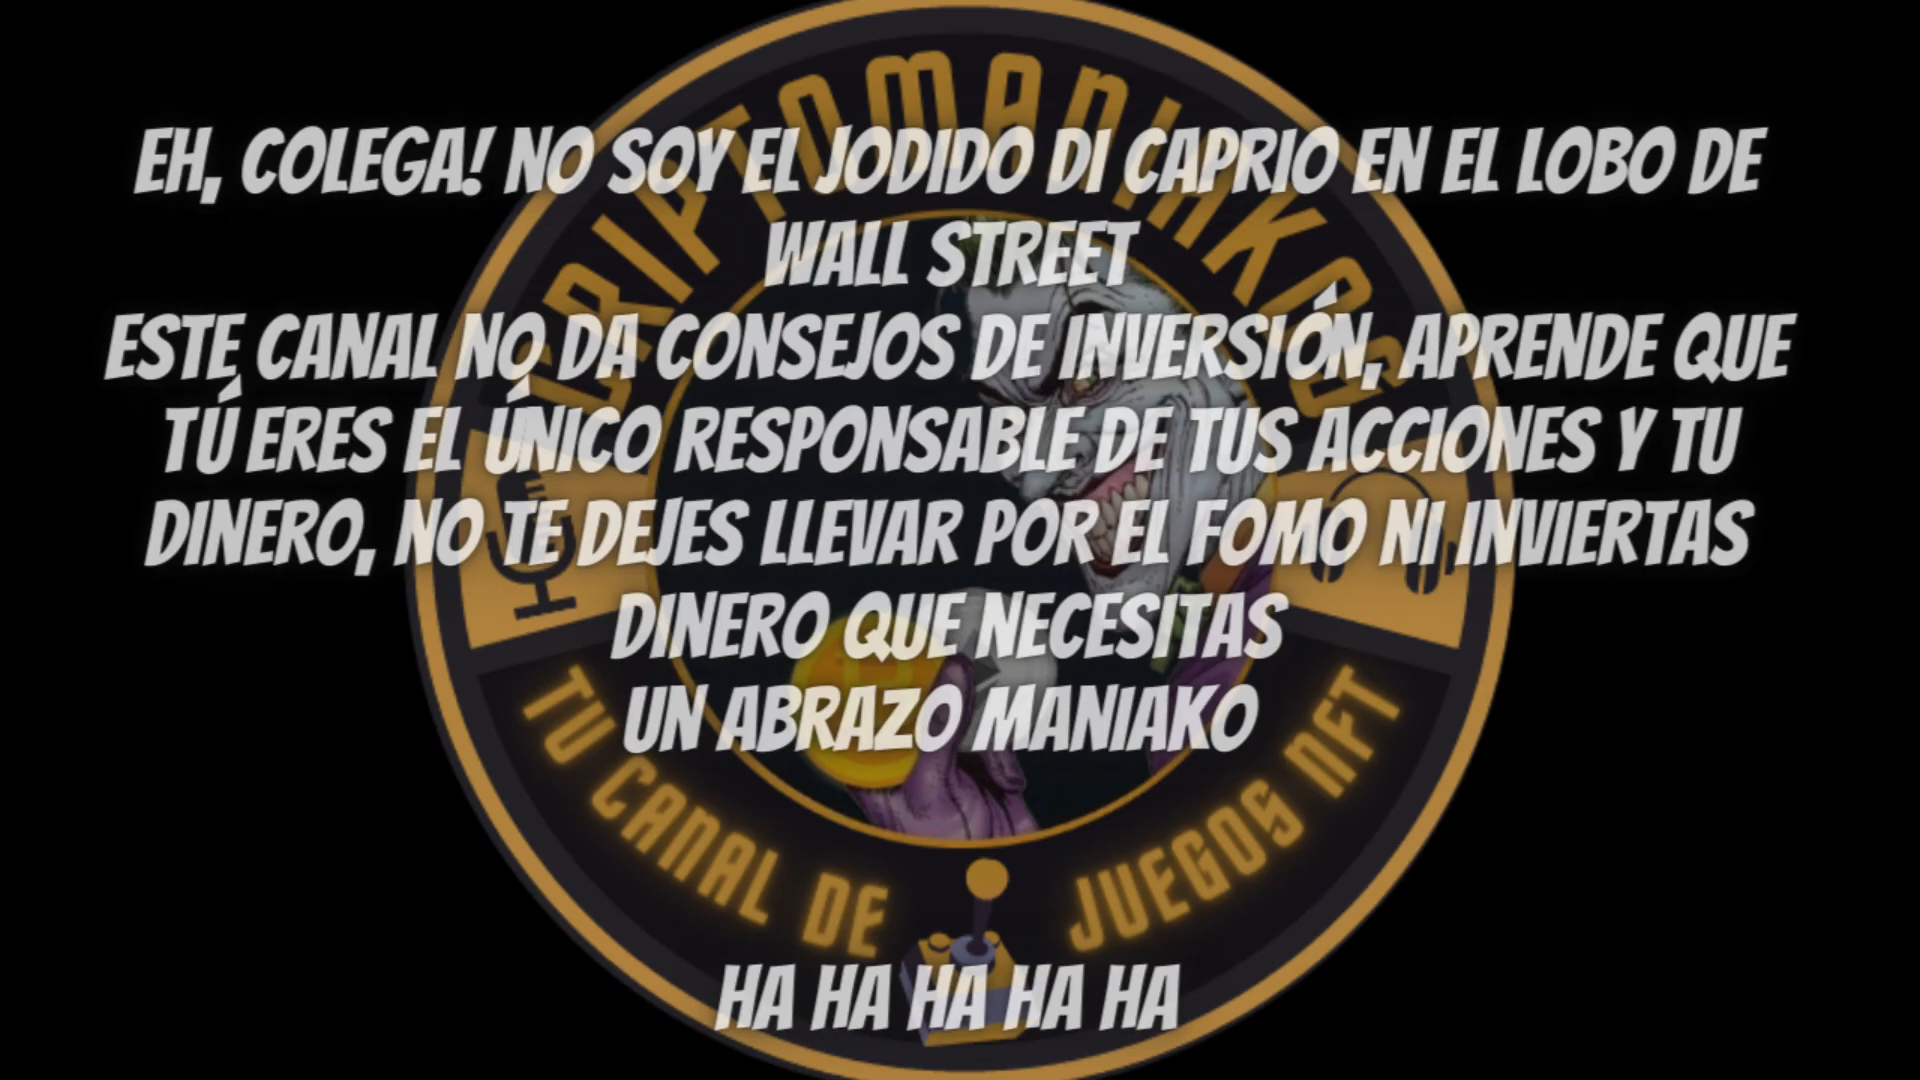 CRIPTOMANIAKOS
EH, COLEGA! NO SOY EL JODIDO DI CAPRIO EN EL LOBO DE
WALL STREET
ESTE CANAL NO DA CONSEJOS DE INVERSIÓN, APRENDE QUE
TÚ ERES EL ÚNICO RESPONSABLE DE TUS ACCIONES Y TU
DINERO, NO TE DEJES LLEVAR POR EL FOMO NI INVIERTAS
DINERO QUE NECESITAS
UN ABRAZO MANIAKO
TU CANAL DE JUEGOS NFT
HA HA HA HA HA